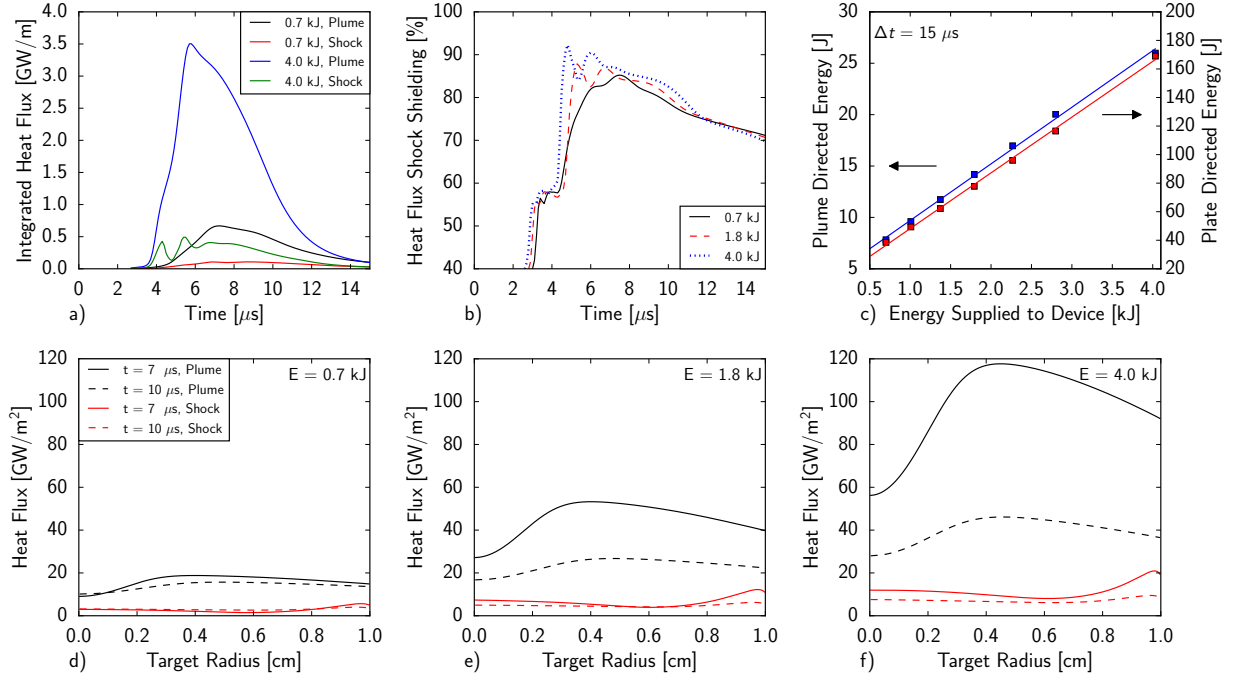 Integrated Heat Flux [GW/m]
4.0
3.5
3.0
2.5
2.0
1.5
1.0
0.5
0.0
0.7 kJ, Plume
0.7 kJ, Shock
4.0 kJ, Plume
4.0 kJ, Shock
0 2 4 6 8 10 12 14
a) Time [μs]
Heat Flux Shock Shielding [%]
100
90
80
70
60
50
40
0.7 kJ
1.8 kJ
4.0 kJ
0 2 4 6 8 10 12 14
b) Time [μs]
Plume Directed Energy [J]
30
25
20
15
10
5
Δt = 15 μs
200
180
160
140
120
100
80
60
40
20
Plate Directed Energy [J]
0.5 1.0 1.5 2.0 2.5 3.0 3.5 4.0
c) Energy Supplied to Device [kJ]
Heat Flux [GW/m²]
120
100
80
60
40
20
0
t = 7 μs, Plume
t = 10 μs, Plume
t = 7 μs, Shock
t = 10 μs, Shock
E = 0.7 kJ
0.0 0.2 0.4 0.6 0.8 1.0
d) Target Radius [cm]
Heat Flux [GW/m²]
120
100
80
60
40
20
0
E = 1.8 kJ
0.0 0.2 0.4 0.6 0.8 1.0
e) Target Radius [cm]
Heat Flux [GW/m²]
120
100
80
60
40
20
0
E = 4.0 kJ
0.0 0.2 0.4 0.6 0.8 1.0
f) Target Radius [cm]